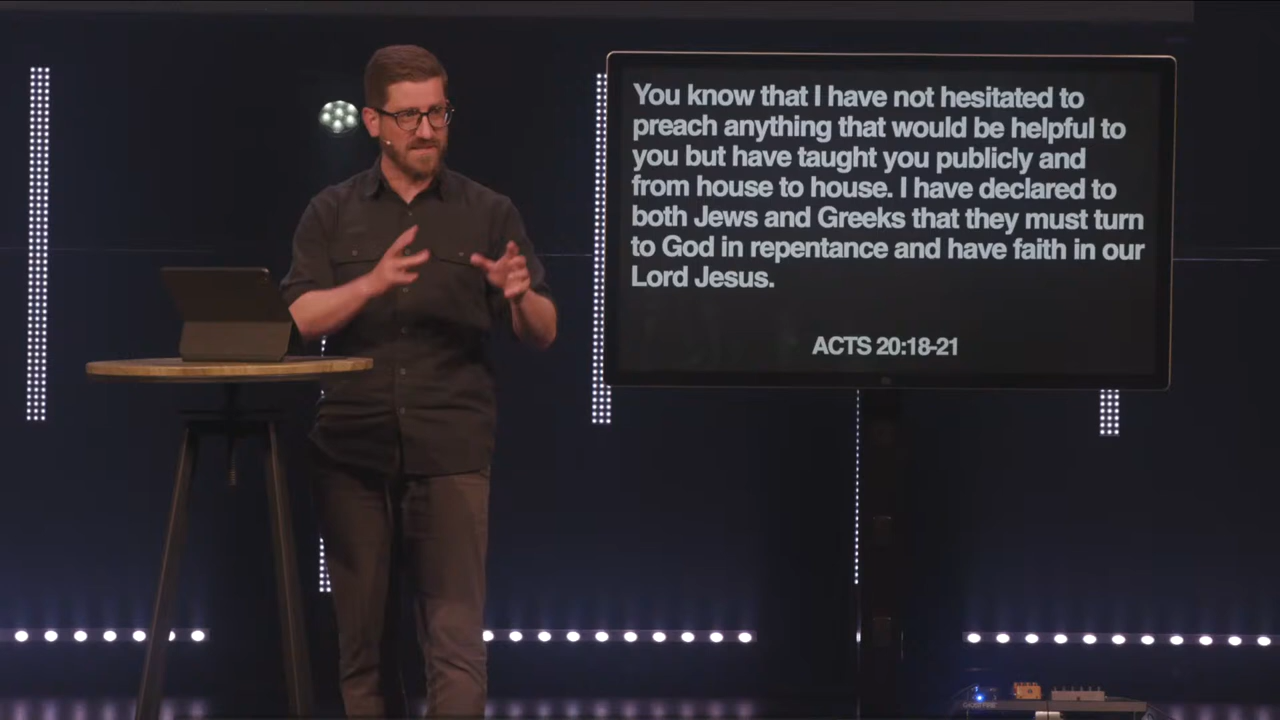 You know that I have not hesitated to
preach anything that would be helpful to
you but have taught you publicly and
from house to house. I have declared to
both Jews and Greeks that they must turn
to God in repentance and have faith in our
Lord Jesus.
ACTS 20:18-21